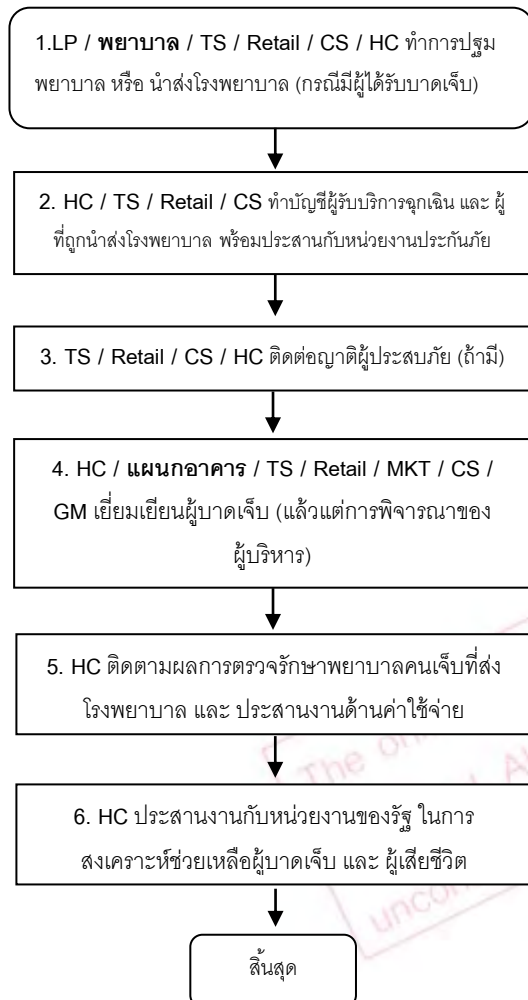 1.LP / พยาบาล / TS / Retail / CS / HC ทำการปฐม
พยาบาล หรือ นำส่งโรงพยาบาล (กรณีมีผู้ได้รับบาดเจ็บ)
2. HC / TS / Retail / CS ทำบัญชีผู้รับบริการฉุกเฉิน และ ผู้
ที่ถูกนำส่งโรงพยาบาล พร้อมประสานกับหน่วยงานประกันภัย
3. TS / Retail / CS / HC ติดต่อญาติผู้ประสบภัย (ถ้ามี)
4. HC / แผนกอาคาร / TS / Retail / MKT / CS /
GM เยี่ยมเยียนผู้บาดเจ็บ (แล้วแต่การพิจารณาของ
ผู้บริหาร)
5. HC ติดตามผลการตรวจรักษาพยาบาลคนเจ็บที่ส่ง
โรงพยาบาล และ ประสานงานด้านค่าใช้จ่าย
6. HC ประสานงานกับหน่วยงานของรัฐ ในการ
สงเคราะห์ช่วยเหลือผู้บาดเจ็บ และ ผู้เสียชีวิต
สิ้นสุด